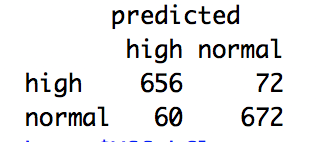 predicted
high normal
high 656 72
normal 60 672